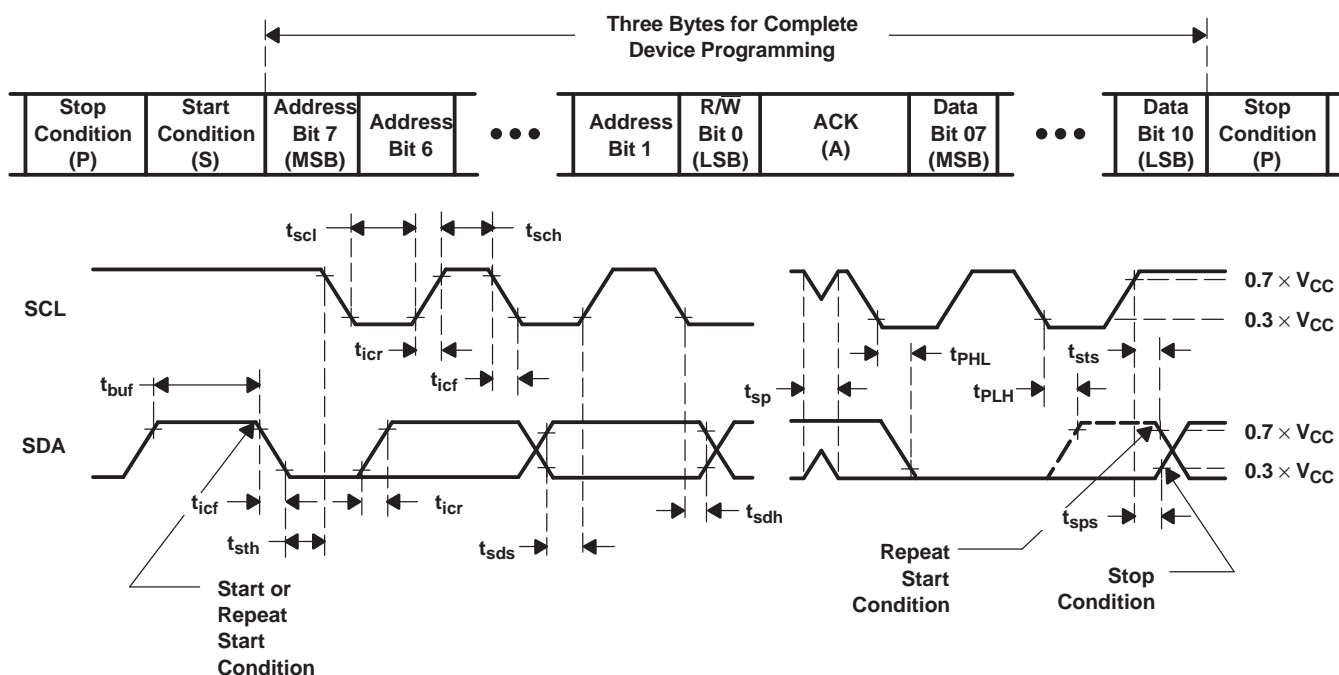 Three Bytes for Complete
Device Programming
Stop
Condition
(P)
Start
Condition
(S)
Address
Bit 7
(MSB)
Address
Bit 6
•••
Address
Bit 1
R/W̅
Bit 0
(LSB)
ACK
(A)
Data
Bit 07
(MSB)
•••
Data
Bit 10
(LSB)
Stop
Condition
(P)
tscl
tsch
0.7 × VCC
SCL
0.3 × VCC
ticr
tPHL
tsts
tbuf
ticf
tsp
tPLH
0.7 × VCC
SDA
0.3 × VCC
ticf
ticr
tsdh
tsps
tsth
tsds
Start or
Repeat
Start
Condition
Repeat
Start
Condition
Stop
Condition